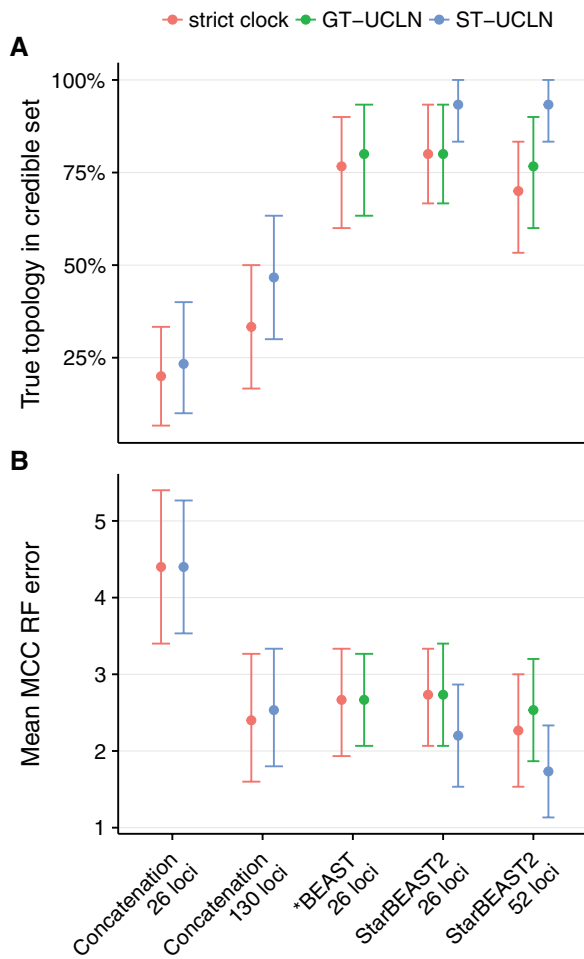 strict clock GT−UCLN ST−UCLN
A
True topology in credible set
100%
75%
50%
25%
B
Mean MCC RF error
5
4
3
2
1
Concatenation
26 loci
Concatenation
130 loci
*BEAST
26 loci
StarBEAST2
26 loci
StarBEAST2
52 loci